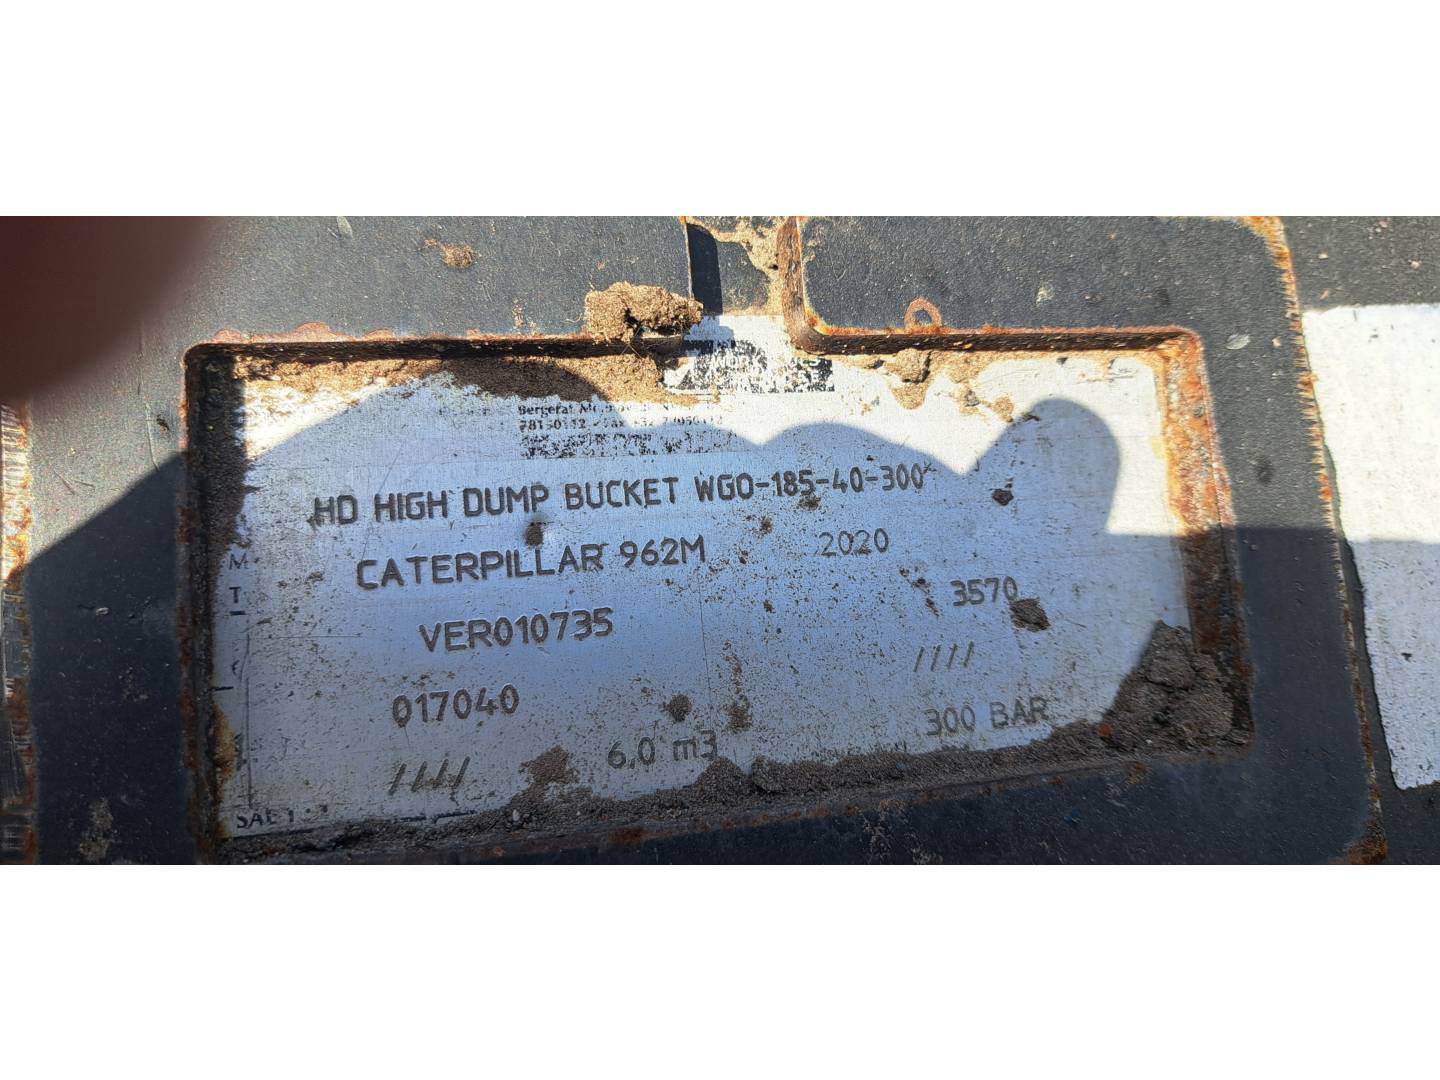 HD HIGH DUMP BUCKET WGO-185-40-300
CATERPILLAR 962M 2020
VER010735 3570
017040 ////
//// 6,0 m3 300 BAR
M
T